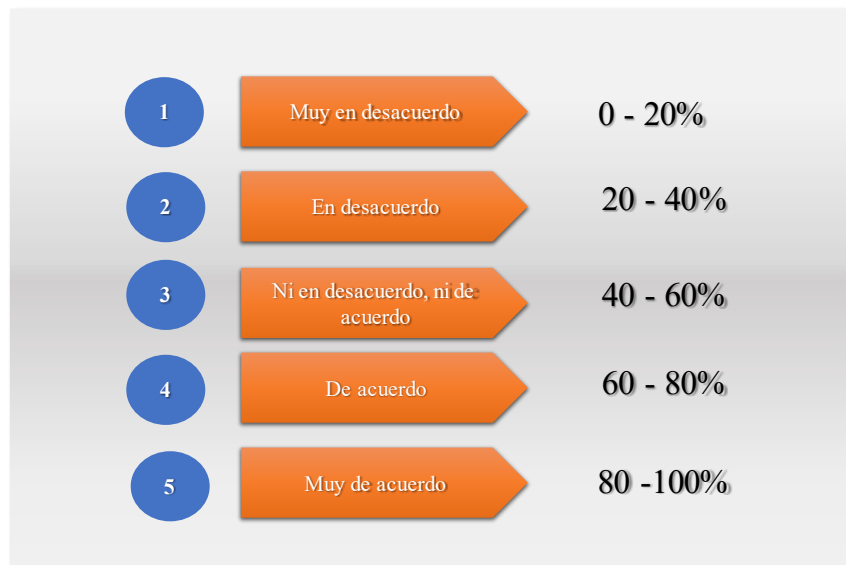 1
Muy en desacuerdo
0 - 20%
2
En desacuerdo
20 - 40%
3
Ni en desacuerdo, ni de
acuerdo
40 - 60%
4
De acuerdo
60 - 80%
5
Muy de acuerdo
80 -100%